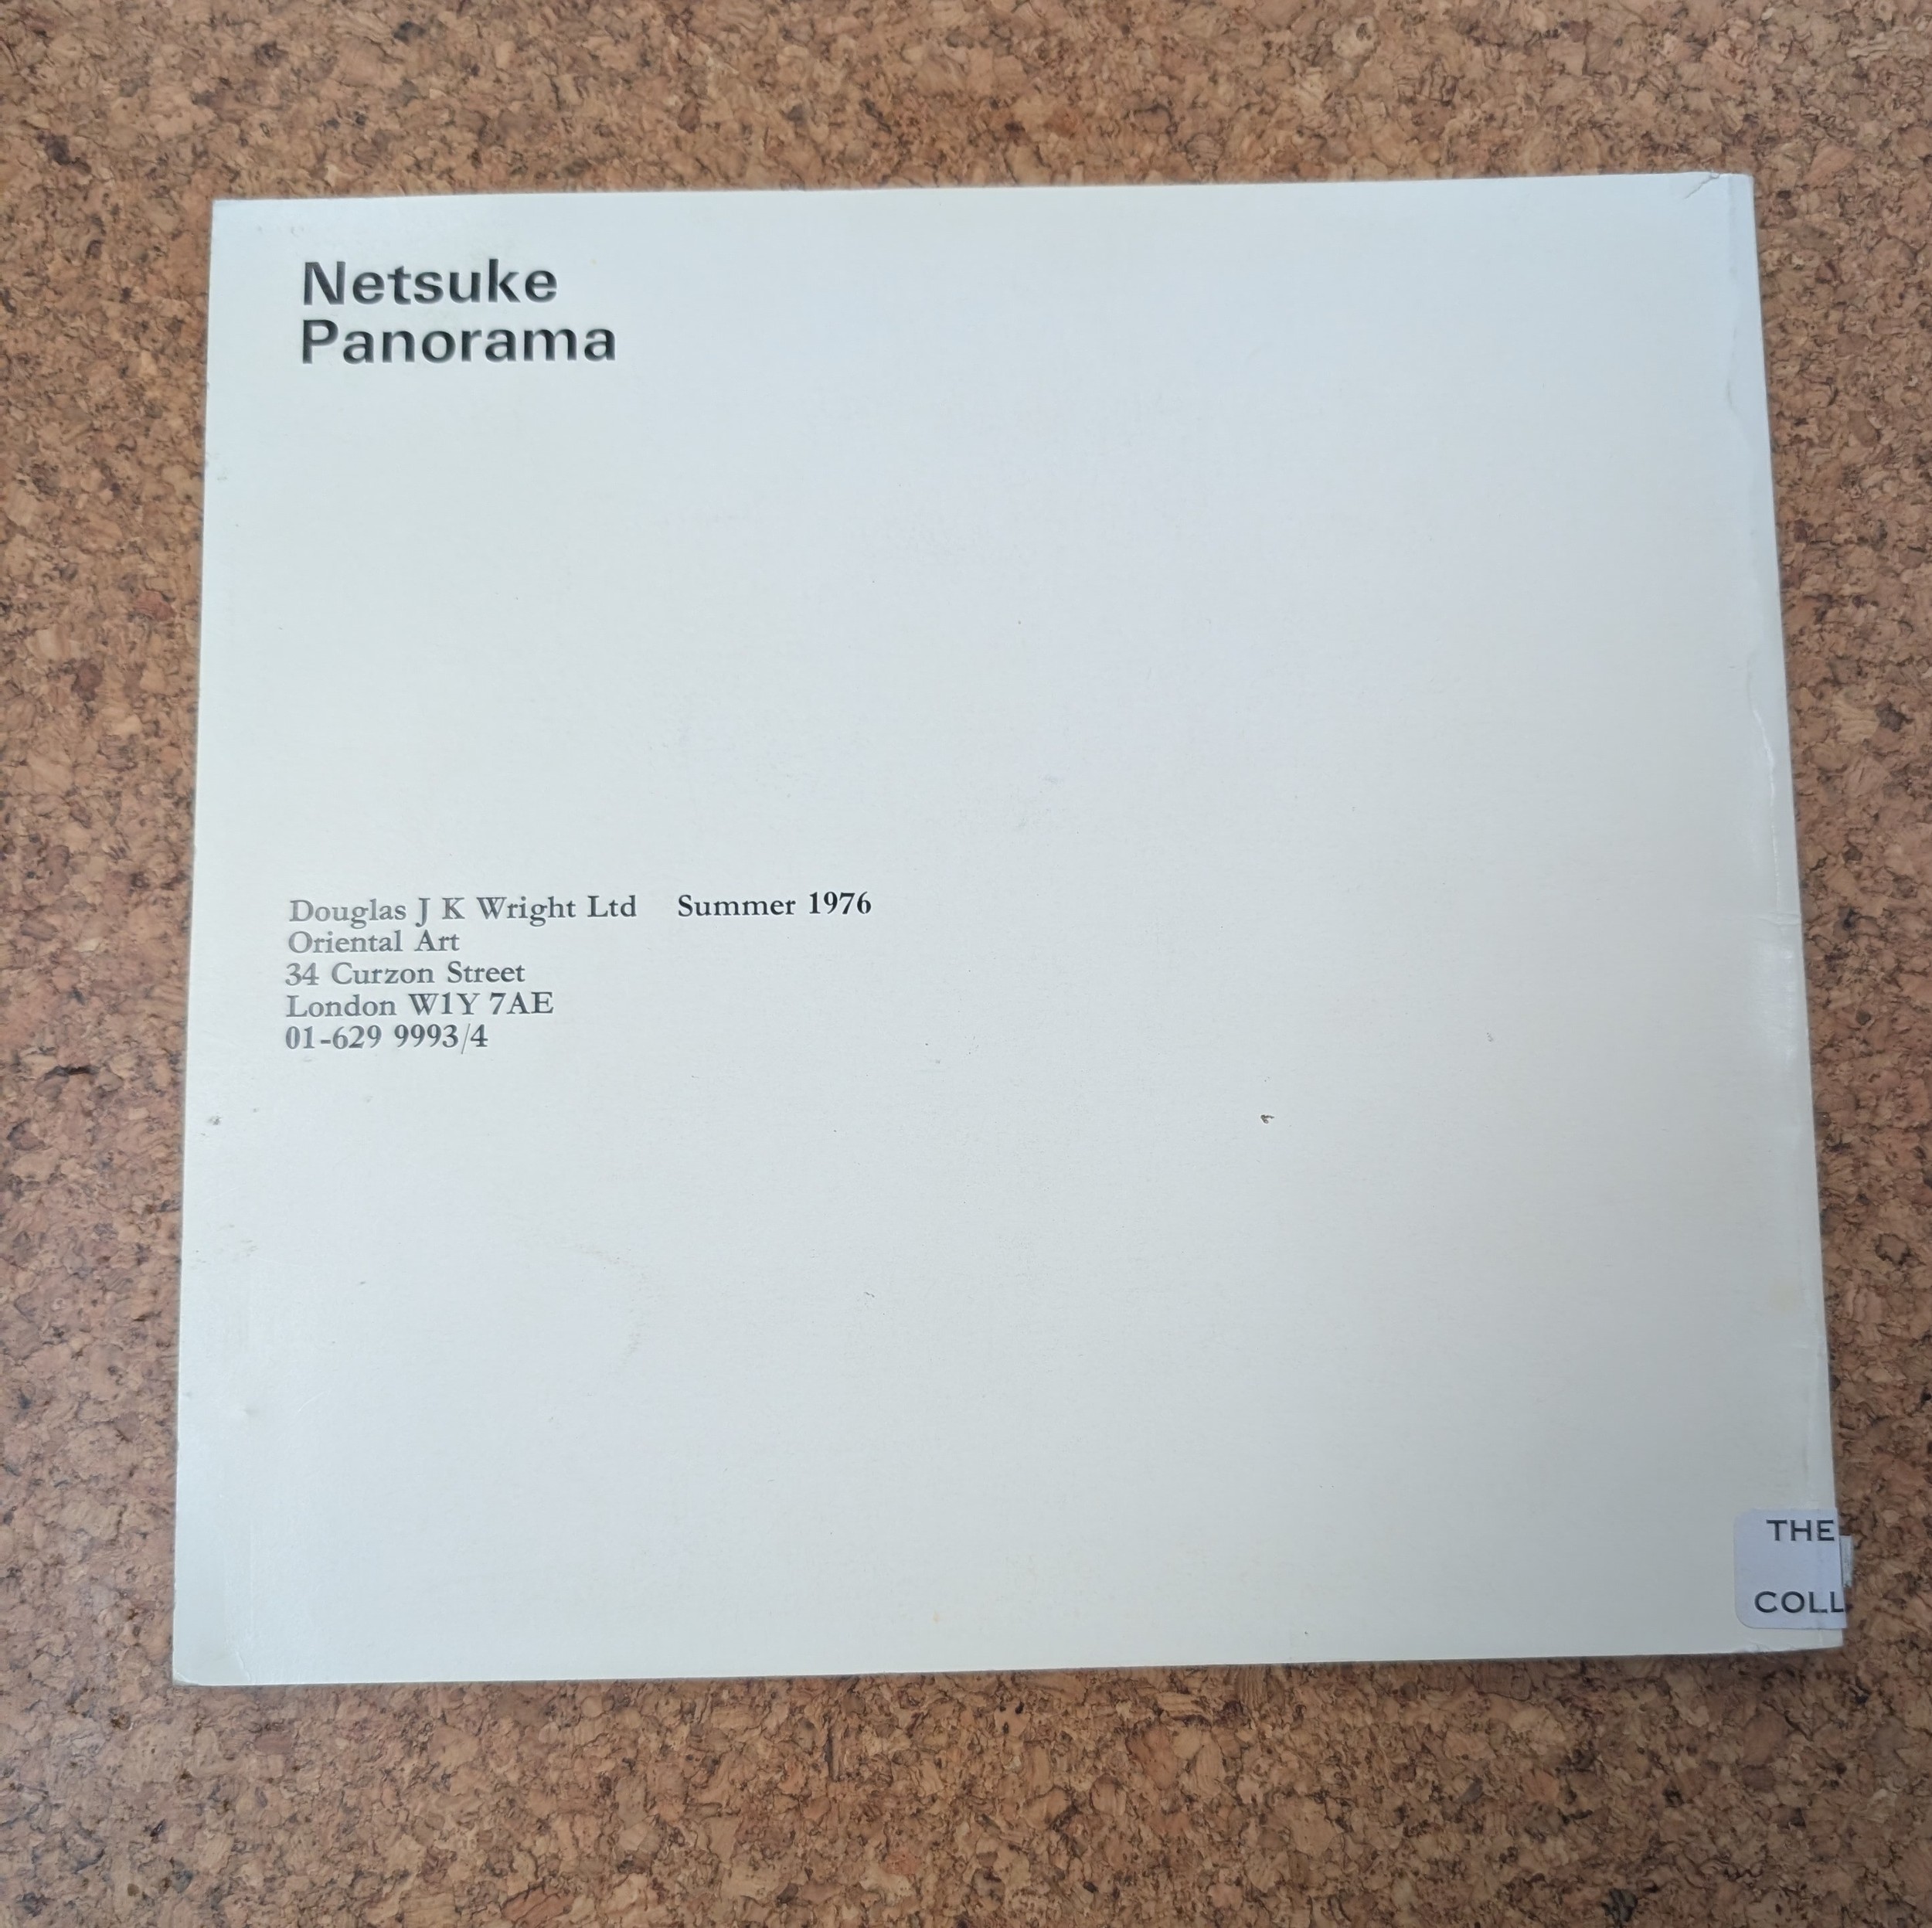 Netsuke
Panorama
Douglas J K Wright Ltd Summer 1976
Oriental Art
34 Curzon Street
London W1Y 7AE
01-629 9993/4
THE
COLL